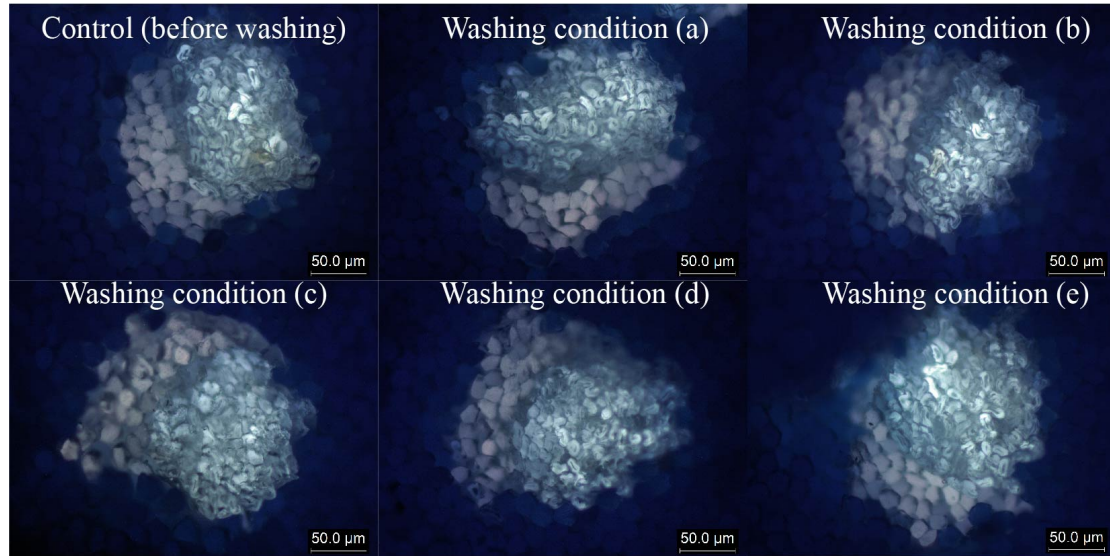 Control (before washing)
Washing condition (a)
Washing condition (b)
50.0 µm
50.0 µm
50.0 µm
Washing condition (c)
Washing condition (d)
Washing condition (e)
50.0 µm
50.0 µm
50.0 µm